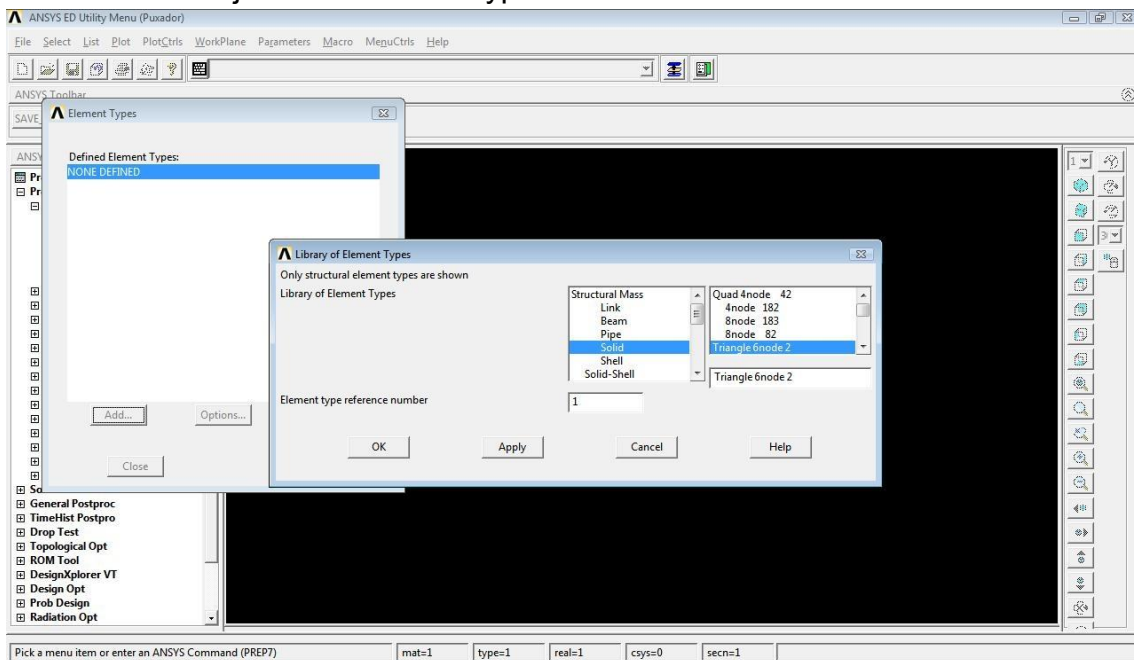 ANSYS ED Utility Menu (Puxador)
File Select List Plot PlotCtrls WorkPlane Parameters Macro MenuCtrls Help
ANSYS Toolbar
SAVE
Element Types
Defined Element Types:
NONE DEFINED
Add... Options...
Close
Library of Element Types
Only structural element types are shown
Library of Element Types
Structural Mass
Link
Beam
Pipe
Solid
Shell
Solid-Shell
Quad 4node 42
4node 182
8node 183
8node 82
Triangle 6node 2
Triangle 6node 2
Element type reference number
1
OK Apply Cancel Help
1
3
General Postproc
TimeHist Postpro
Drop Test
Topological Opt
ROM Tool
DesignXplorer VT
Design Opt
Prob Design
Radiation Opt
Pick a menu item or enter an ANSYS Command (PREP7) mat=1 type=1 real=1 csys=0 secn=1